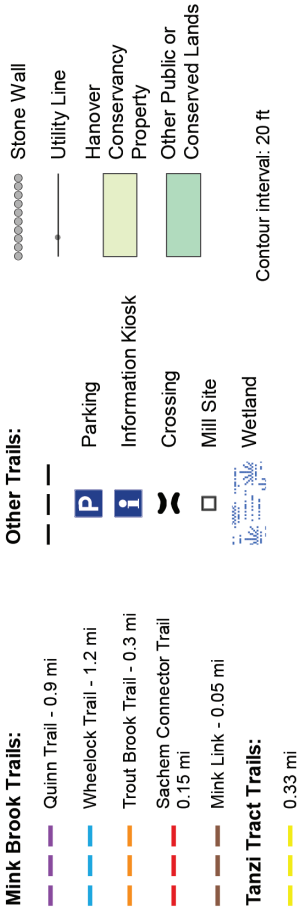 Mink Brook Trails:
Quinn Trail - 0.9 mi
Wheelock Trail - 1.2 mi
Trout Brook Trail - 0.3 mi
Sachem Connector Trail
0.15 mi
Mink Link - 0.05 mi
Tanzi Tract Trails:
0.33 mi
Other Trails:
P
Parking
i
Information Kiosk
Crossing
Mill Site
Wetland
Stone Wall
Utility Line
Hanover
Conservancy
Property
Other Public or
Conserved Lands
Contour interval: 20 ft